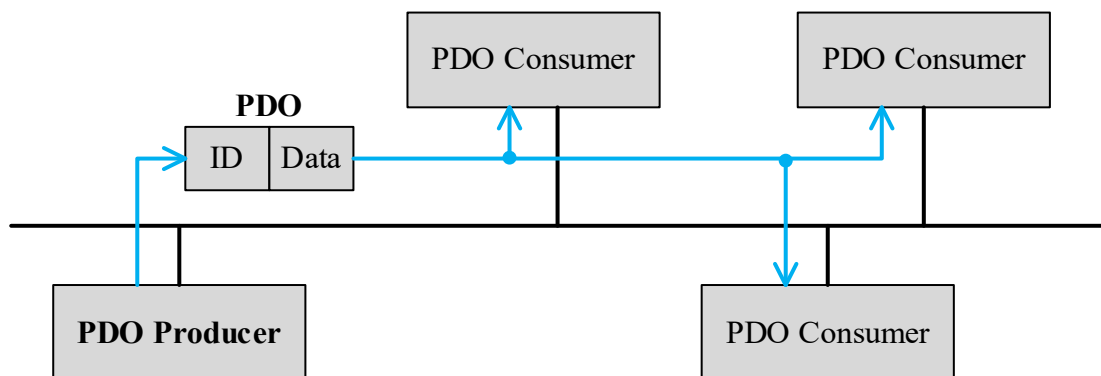 PDO Consumer
PDO Consumer
PDO
ID
Data
PDO Producer
PDO Consumer